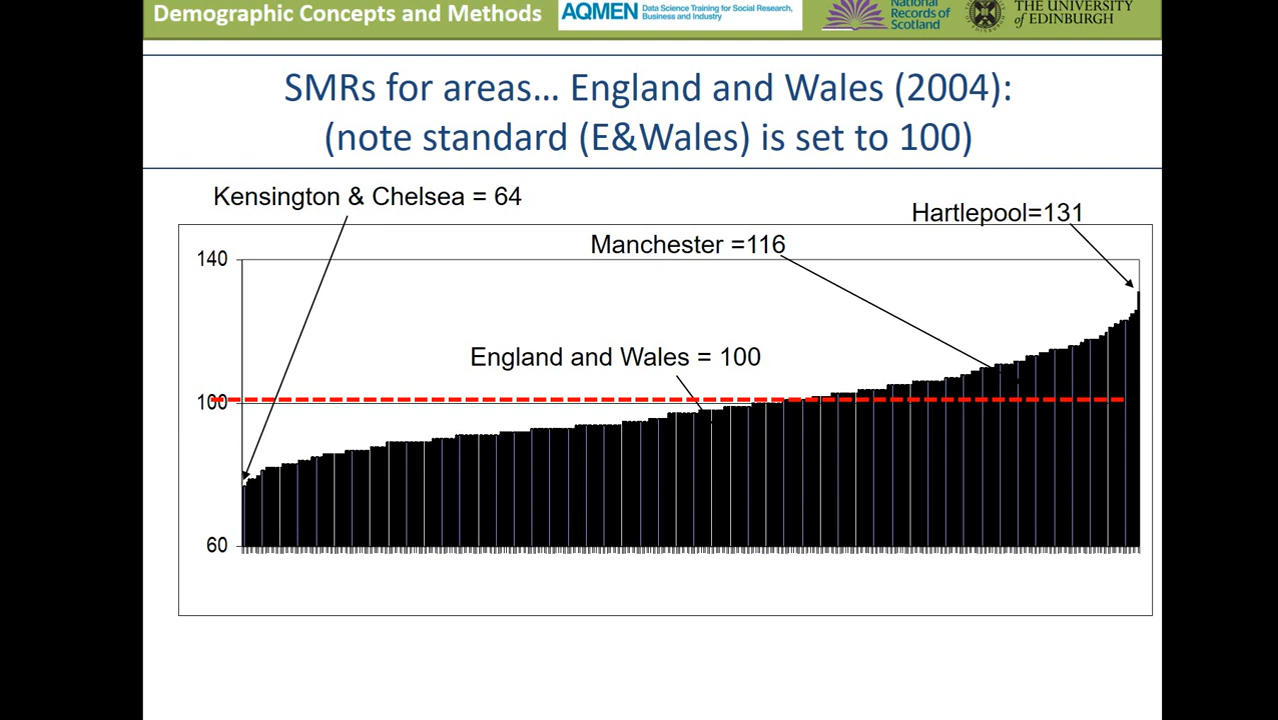 Demographic Concepts and Methods
AQMEN
Data Science Training for Social Research,
Business and Industry
National
Records of
Scotland
THE UNIVERSITY
of EDINBURGH
SMRs for areas... England and Wales (2004):
(note standard (E&Wales) is set to 100)
Kensington & Chelsea = 64
Hartlepool=131
Manchester =116
140
England and Wales = 100
100
60